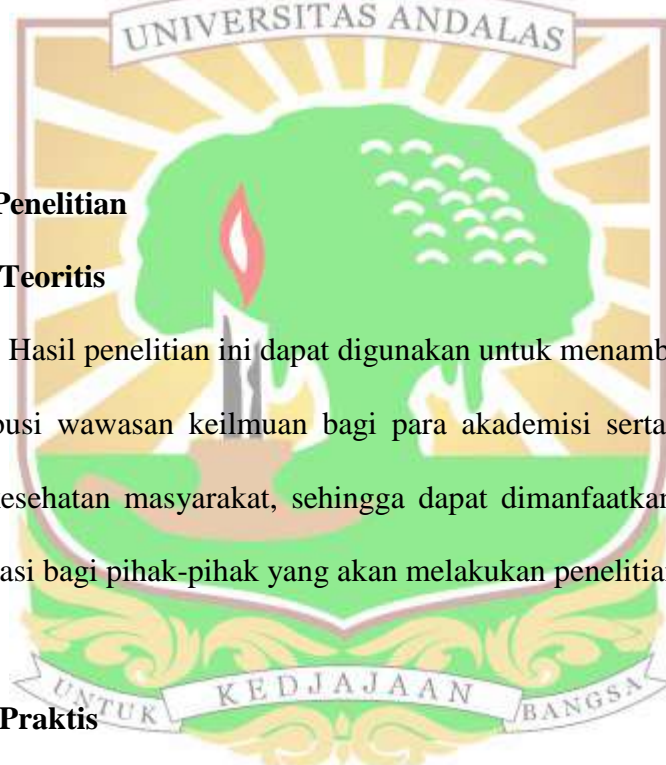 UNIVERSITAS ANDALAS
Penelitian
Teoritis
Hasil penelitian ini dapat digunakan untuk menamb
busi wawasan keilmuan bagi para akademisi serta
kesehatan masyarakat, sehingga dapat dimanfaatkan
asi bagi pihak-pihak yang akan melakukan penelitian
UNTUK KEDJAJAAN BANGSA
Praktis